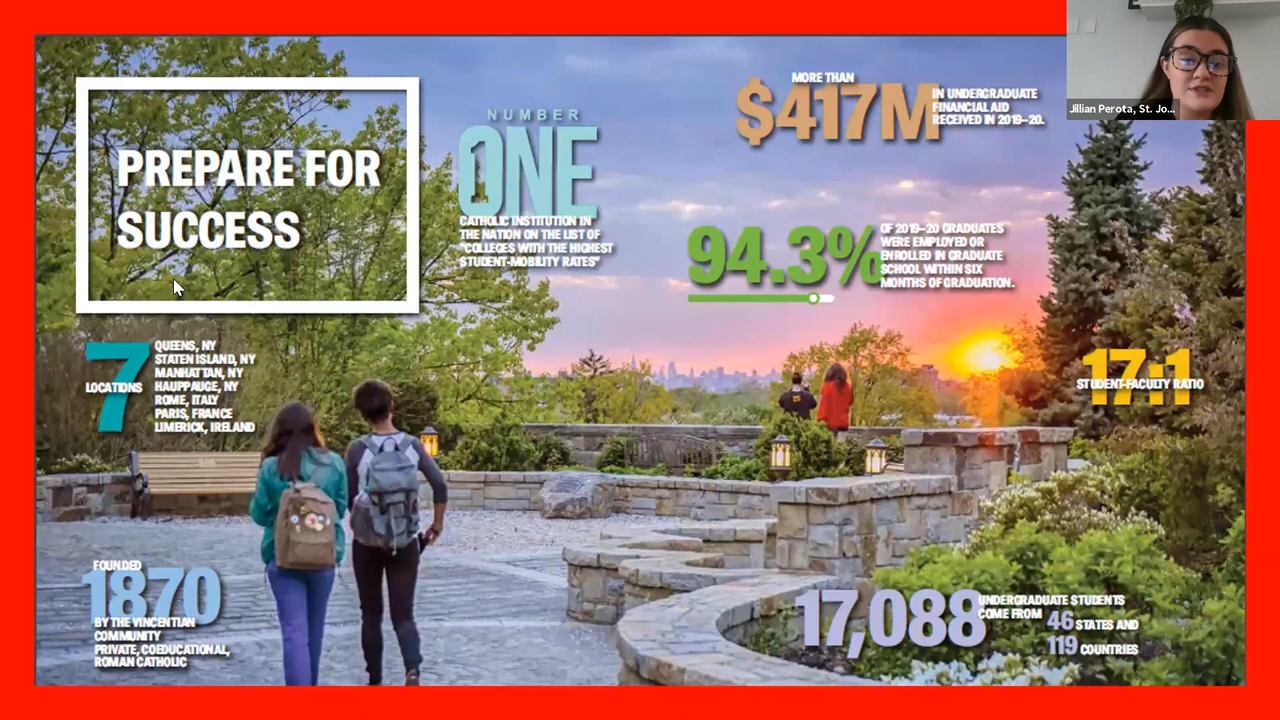 PREPARE FOR
SUCCESS
NUMBER
ONE
CATHOLIC INSTITUTION IN
THE NATION ON THE LIST OF
"COLLEGES WITH THE HIGHEST
STUDENT-MOBILITY RATES"
MORE THAN
$417M
IN UNDERGRADUATE
FINANCIAL AID
RECEIVED IN 2019–20.
Jillian Perota, St. Jo...
94.3%
OF 2019–20 GRADUATES
WERE EMPLOYED OR
ENROLLED IN GRADUATE
SCHOOL WITHIN SIX
MONTHS OF GRADUATION.
7
LOCATIONS
QUEENS, NY
STATEN ISLAND, NY
MANHATTAN, NY
HAUPPAUGE, NY
ROME, ITALY
PARIS, FRANCE
LIMERICK, IRELAND
17:1
STUDENT-FACULTY RATIO
FOUNDED
1870
BY THE VINCENTIAN
COMMUNITY
PRIVATE, COEDUCATIONAL,
ROMAN CATHOLIC
17,088
UNDERGRADUATE STUDENTS
COME FROM 46 STATES AND
119 COUNTRIES